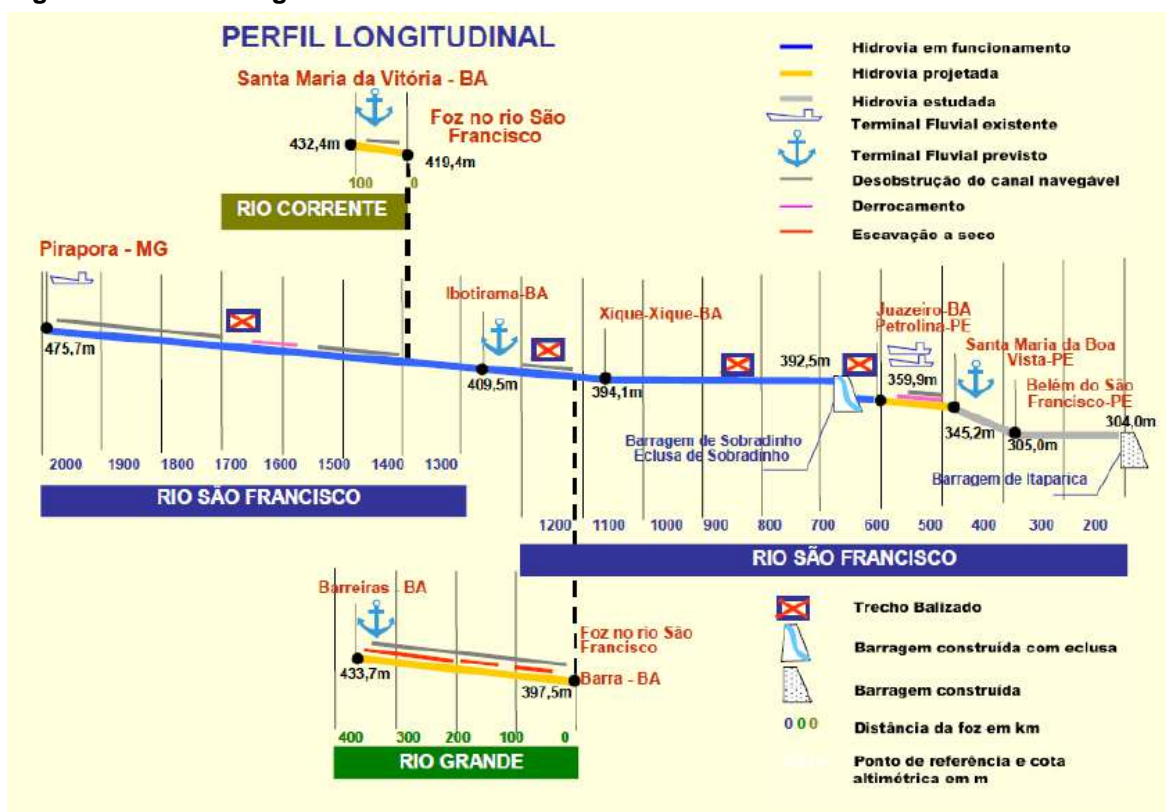 PERFIL LONGITUDINAL
Santa Maria da Vitória - BA
Foz no rio São
Francisco
432,4m
419,4m
100 0
RIO CORRENTE
Hidrovia em funcionamento
Hidrovia projetada
Hidrovia estudada
Terminal Fluvial existente
Terminal Fluvial previsto
Desobstrução do canal navegável
Derrocamento
Escavação a seco
Pirapora - MG
475,7m
Ibotirama-BA
409,5m
Xique-Xique-BA
394,1m
392,5m
Juazeiro-BA
Petrolina-PE
359,9m
Santa Maria da Boa
Vista-PE
345,2m
Belém do São
Francisco-PE
304,0m
305,0m
Barragem de Sobradinho
Eclusa de Sobradinho
Barragem de Itaparica
2000 1900 1800 1700 1600 1500 1400 1300
RIO SÃO FRANCISCO
1200 1100 1000 900 800 700 600 500 400 300 200
RIO SÃO FRANCISCO
Barreiras - BA
433,7m
Foz no rio São
Francisco
397,5m
Barra - BA
400 300 200 100 0
RIO GRANDE
Trecho Balizado
Barragem construída com eclusa
Barragem construída
0 0 0 Distância da foz em km
Ponto de referência e cota
altimétrica em m